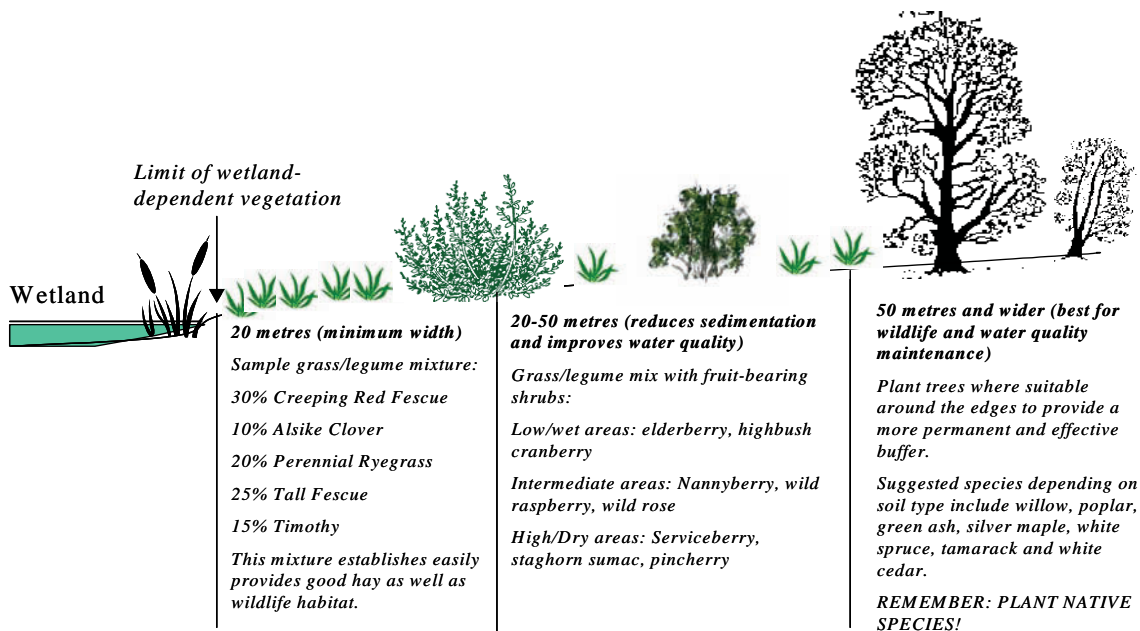 Limit of wetland-
dependent vegetation
Wetland
20 metres (minimum width)
Sample grass/legume mixture:
30% Creeping Red Fescue
10% Alsike Clover
20% Perennial Ryegrass
25% Tall Fescue
15% Timothy
This mixture establishes easily
provides good hay as well as
wildlife habitat.
20-50 metres (reduces sedimentation
and improves water quality)
Grass/legume mix with fruit-bearing
shrubs:
Low/wet areas: elderberry, highbush
cranberry
Intermediate areas: Nannyberry, wild
raspberry, wild rose
High/Dry areas: Serviceberry,
staghorn sumac, pincherry
50 metres and wider (best for
wildlife and water quality
maintenance)
Plant trees where suitable
around the edges to provide a
more permanent and effective
buffer.
Suggested species depending on
soil type include willow, poplar,
green ash, silver maple, white
spruce, tamarack and white
cedar.
REMEMBER: PLANT NATIVE
SPECIES!